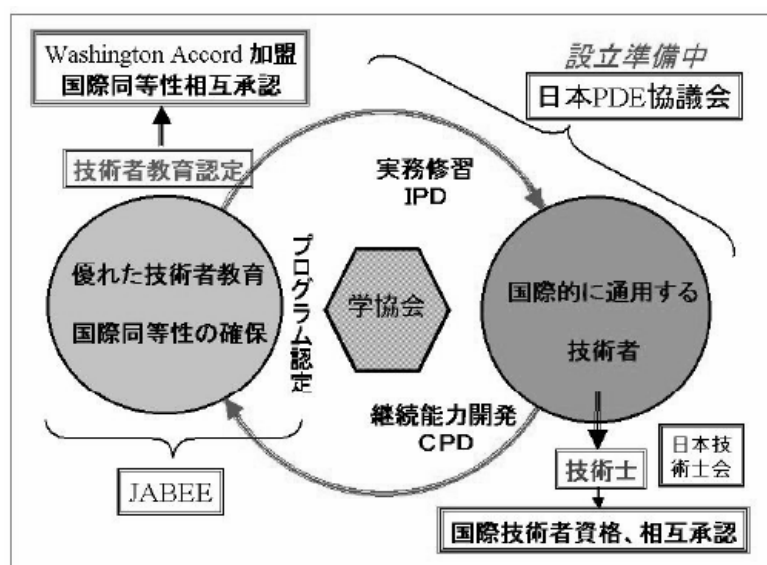 Washington Accord 加盟
国際同等性相互承認
設立準備中
日本PDE協議会
技術者教育認定
実務修習
IPD
優れた技術者教育
国際同等性の確保
プログラム認定
学協会
国際的に通用する
技術者
継続能力開発
CPD
JABEE
技術士
日本技
術士会
国際技術者資格、相互承認